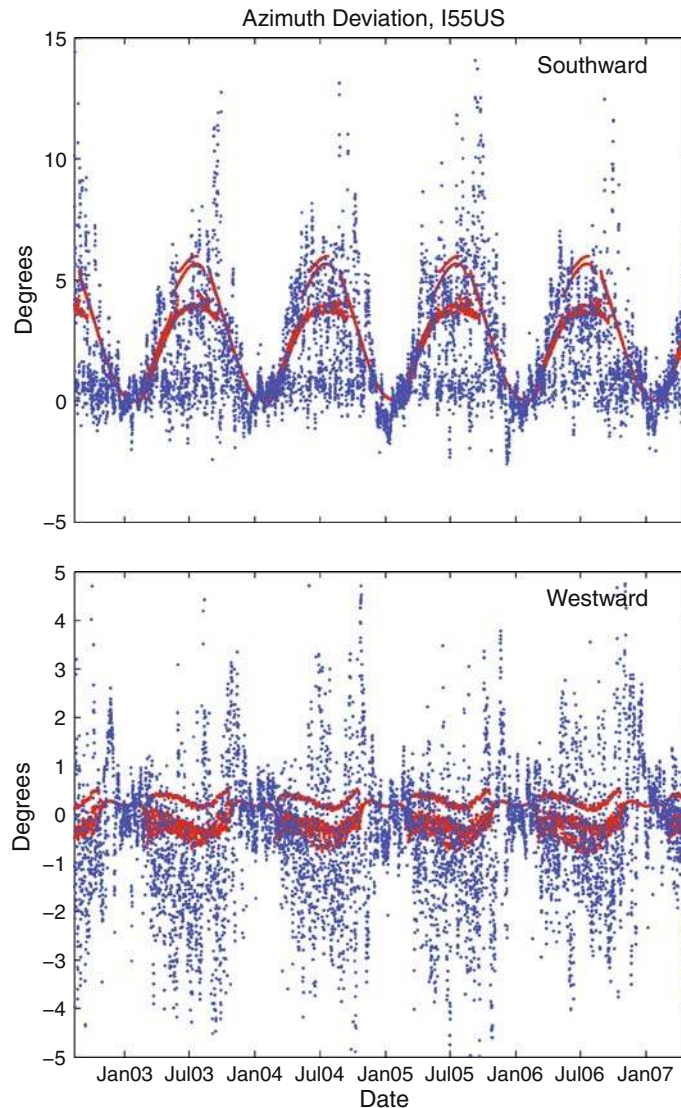 Azimuth Deviation, I55US
15
10
5
0
−5
Degrees
Southward
5
4
3
2
1
0
−1
−2
−3
−4
−5
Degrees
Westward
Jan03 Jul03 Jan04 Jul04 Jan05 Jul05 Jan06 Jul06 Jan07
Date